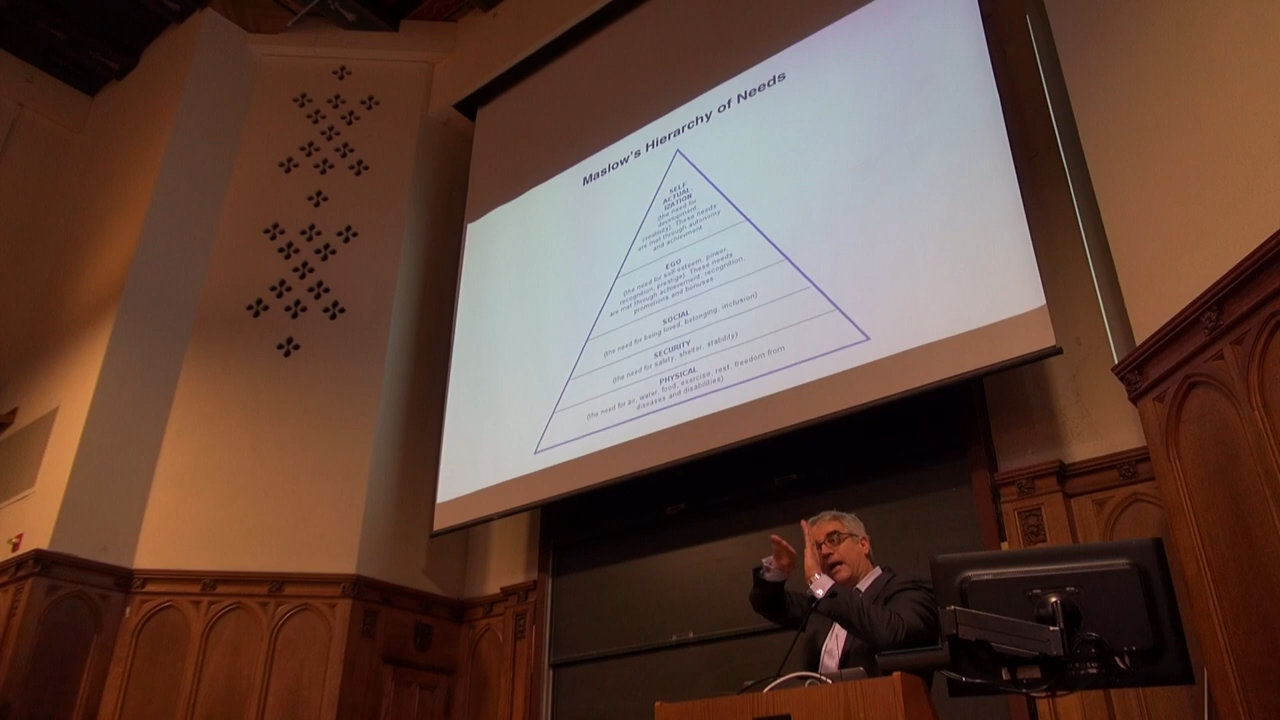 Maslow's Hierarchy of Needs
SELF-
ACTUAL-
IZATION
(the need for
development,
creativity). These needs
are met through autonomy
and achievment.
EGO
(the need for self-esteem, power,
recognition, prestige). These needs
are met through achievement, recognition,
promotions and bonuses.
SOCIAL
(the need for being loved, belonging, inclusion)
SECURITY
(the need for safety, shelter, stability)
PHYSICAL
(the need for air, water, food, exercise, rest, freedom from
diseases and disabilities)